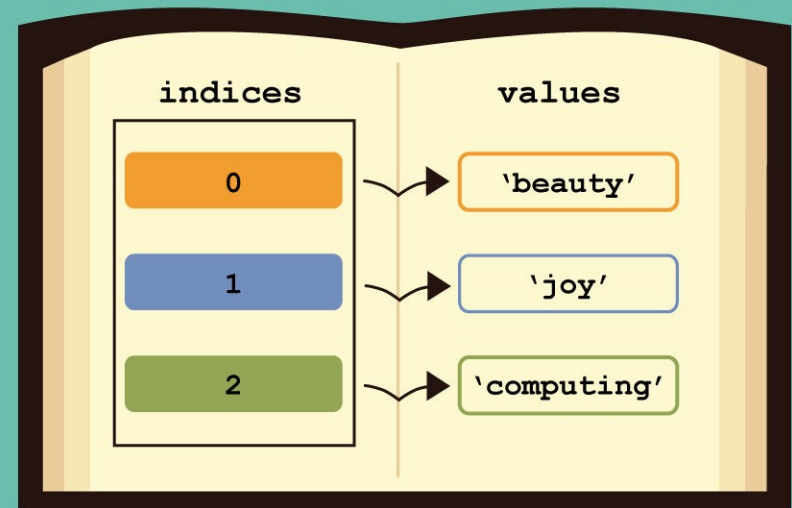 indices values
0 ‘beauty’
1 ‘joy’
2 ‘computing’